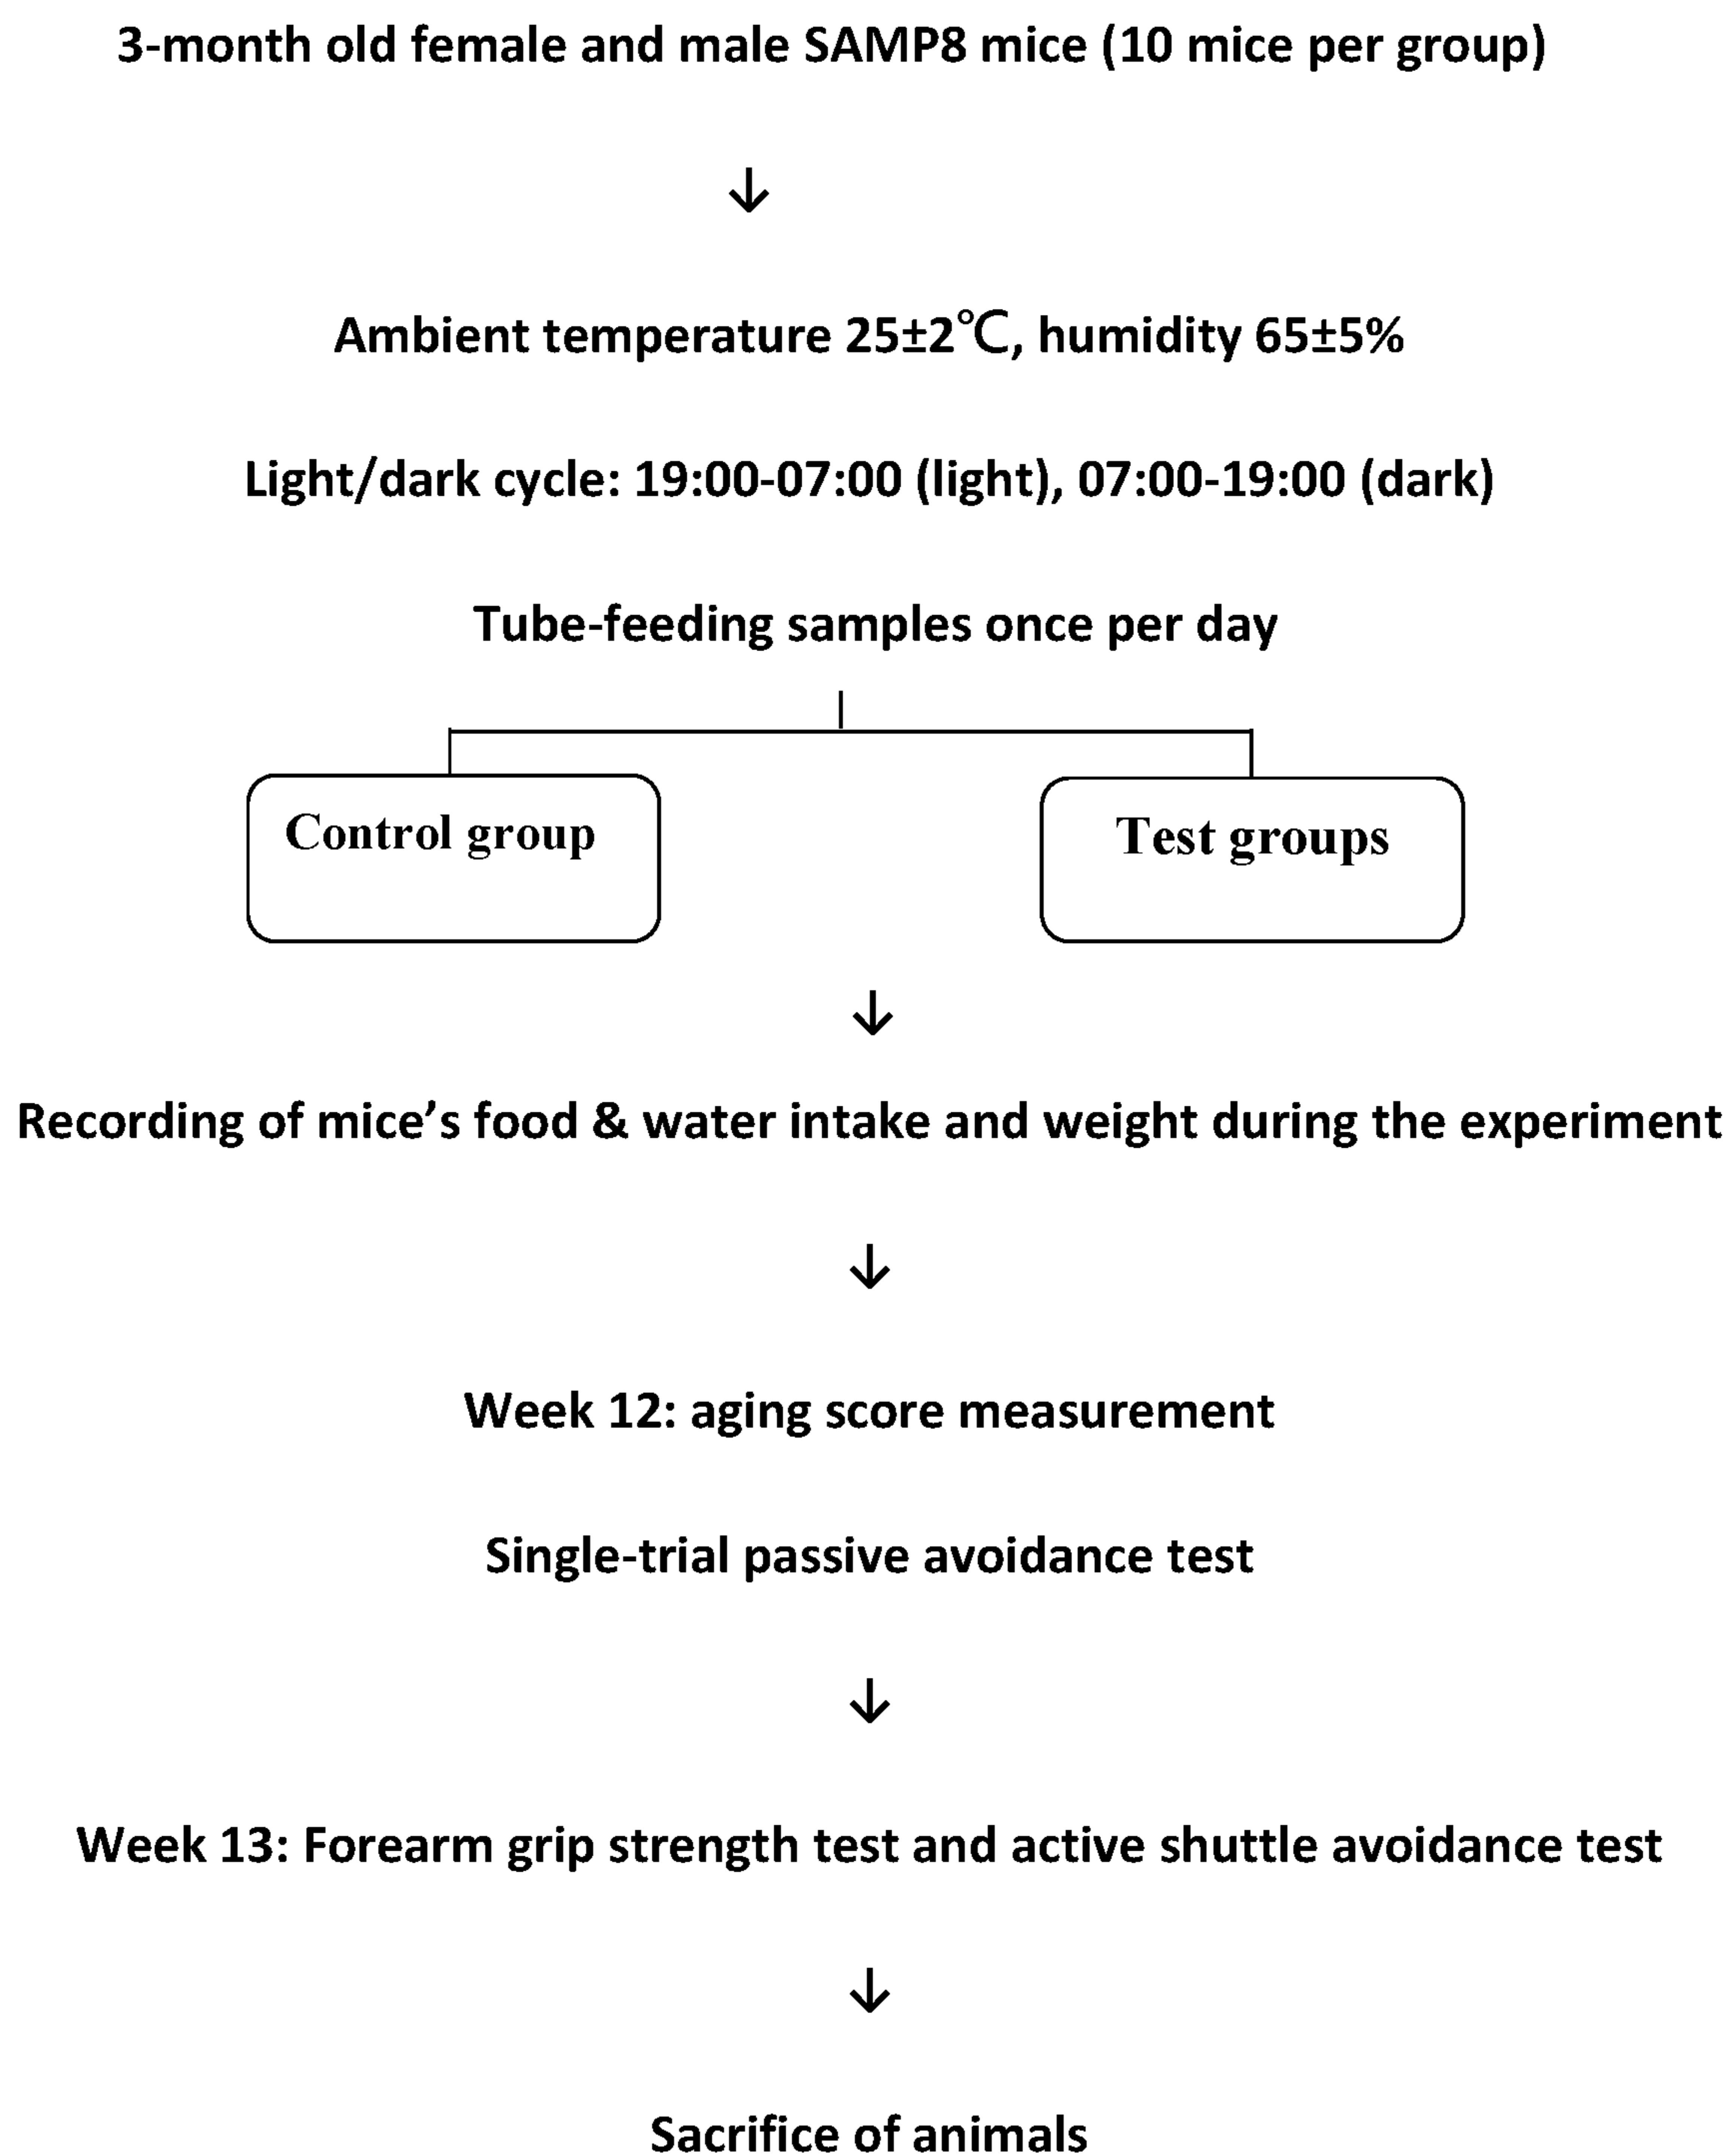 3-month old female and male SAMP8 mice (10 mice per group)
↓
Ambient temperature 25±2℃, humidity 65±5%
Light/dark cycle: 19:00-07:00 (light), 07:00-19:00 (dark)
Tube-feeding samples once per day
Control group
Test groups
↓
Recording of mice’s food & water intake and weight during the experiment
↓
Week 12: aging score measurement
Single-trial passive avoidance test
↓
Week 13: Forearm grip strength test and active shuttle avoidance test
↓
Sacrifice of animals